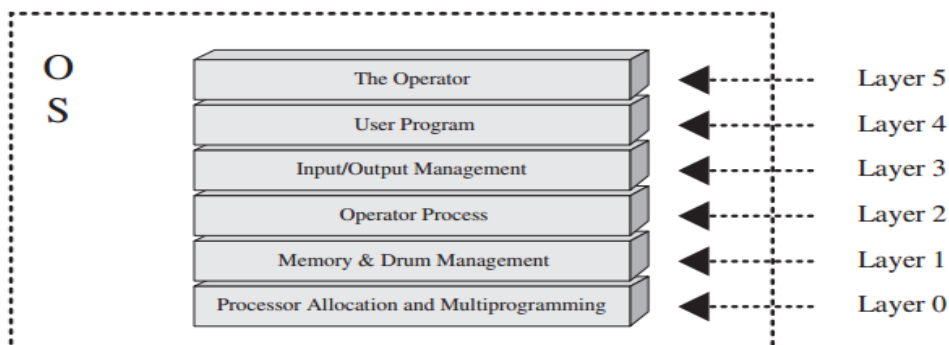 O
S
The Operator
Layer 5
User Program
Layer 4
Input/Output Management
Layer 3
Operator Process
Layer 2
Memory & Drum Management
Layer 1
Processor Allocation and Multiprogramming
Layer 0